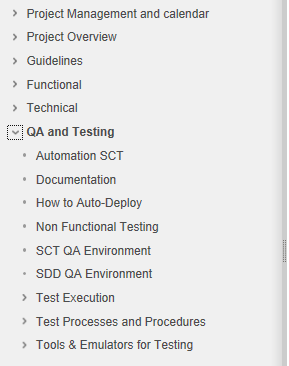 Project Management and calendar
Project Overview
Guidelines
Functional
Technical
QA and Testing
Automation SCT
Documentation
How to Auto-Deploy
Non Functional Testing
SCT QA Environment
SDD QA Environment
Test Execution
Test Processes and Procedures
Tools & Emulators for Testing